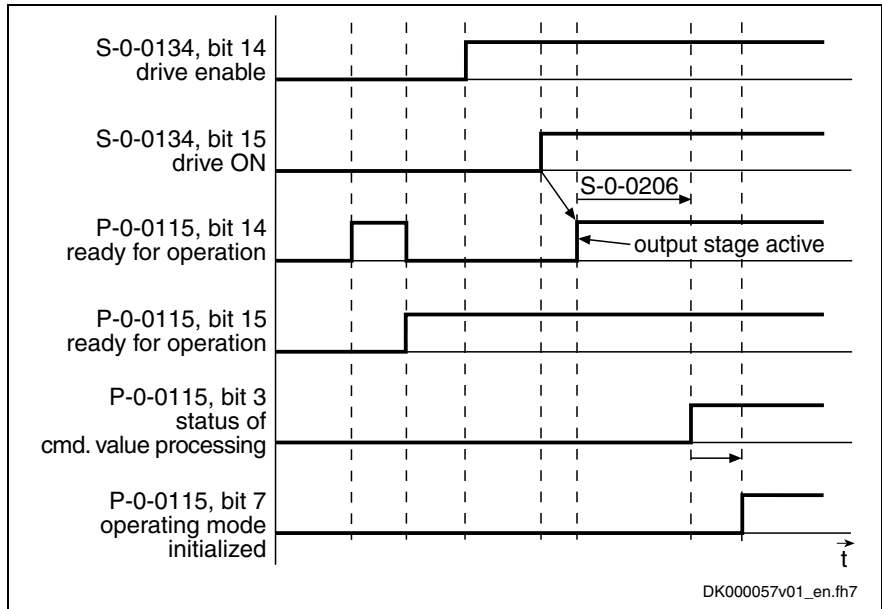 S-0-0134, bit 14
drive enable
S-0-0134, bit 15
drive ON
S-0-0206
P-0-0115, bit 14
ready for operation
output stage active
P-0-0115, bit 15
ready for operation
P-0-0115, bit 3
status of
cmd. value processing
P-0-0115, bit 7
operating mode
initialized
t
DK000057v01_en.fh7